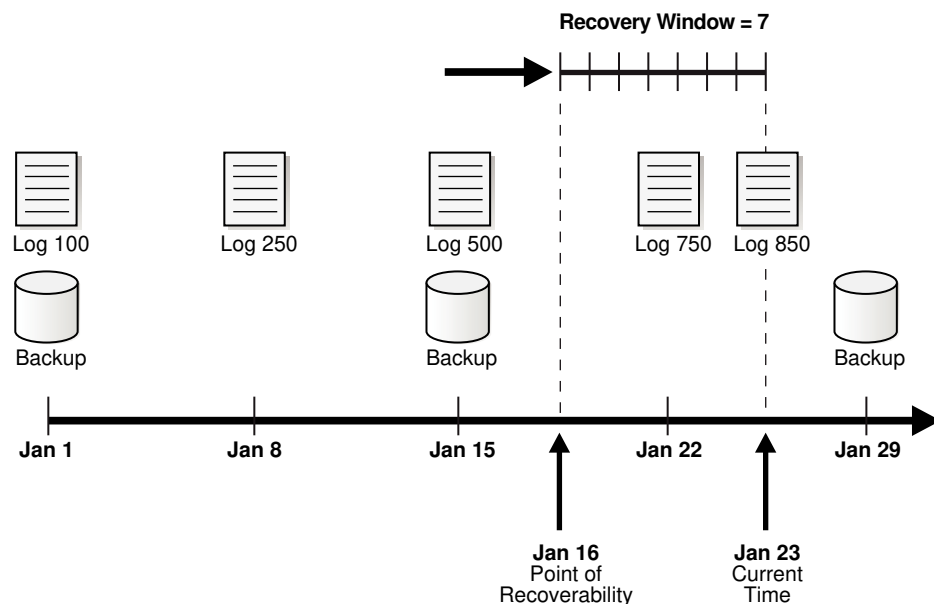 Recovery Window = 7
Log 100
Log 250
Log 500
Log 750
Log 850
Backup
Backup
Backup
Jan 1
Jan 8
Jan 15
Jan 22
Jan 29
Jan 16
Point of
Recoverability
Jan 23
Current
Time